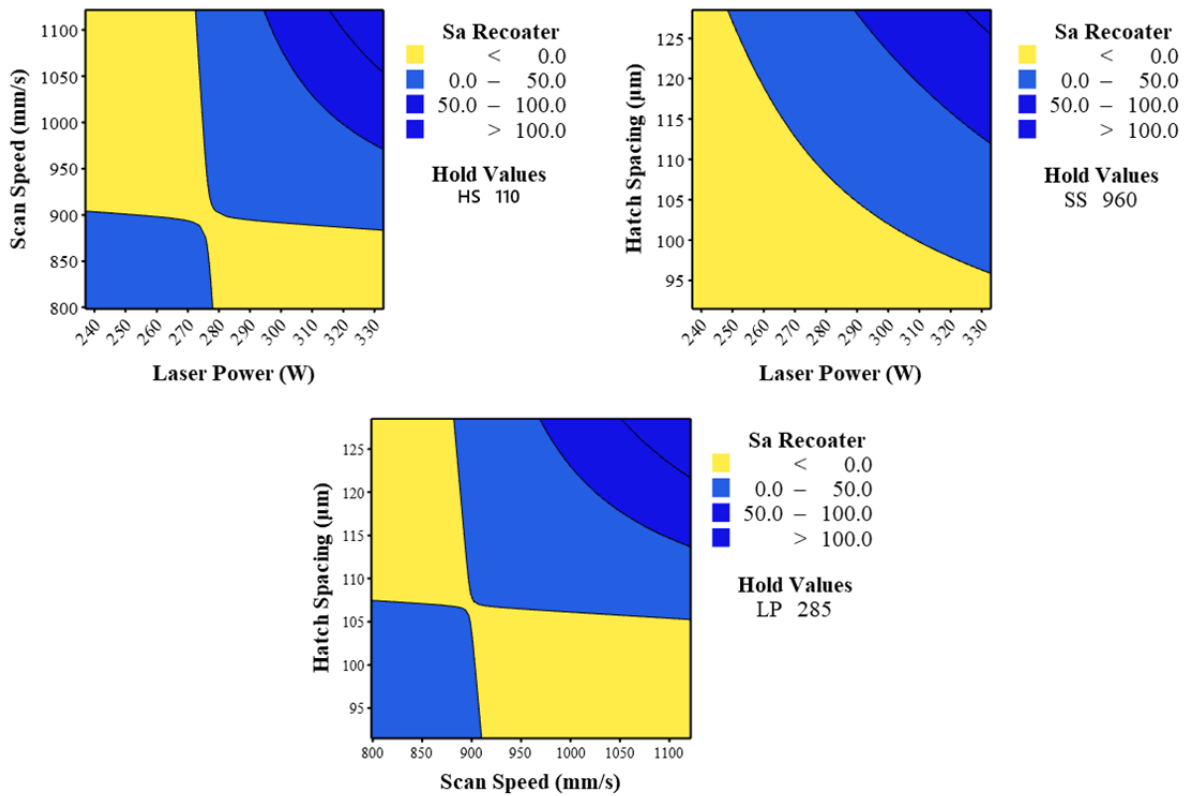 Sa Recoater
< 0.0
0.0 – 50.0
50.0 – 100.0
> 100.0
Hold Values
HS 110
Scan Speed (mm/s)
1100
1050
1000
950
900
850
800
240 250 260 270 280 290 300 310 320 330
Laser Power (W)
Sa Recoater
< 0.0
0.0 – 50.0
50.0 – 100.0
> 100.0
Hold Values
SS 960
Hatch Spacing (µm)
125
120
115
110
105
100
95
240 250 260 270 280 290 300 310 320 330
Laser Power (W)
Sa Recoater
< 0.0
0.0 – 50.0
50.0 – 100.0
> 100.0
Hold Values
LP 285
Hatch Spacing (µm)
125
120
115
110
105
100
95
800 850 900 950 1000 1050 1100
Scan Speed (mm/s)